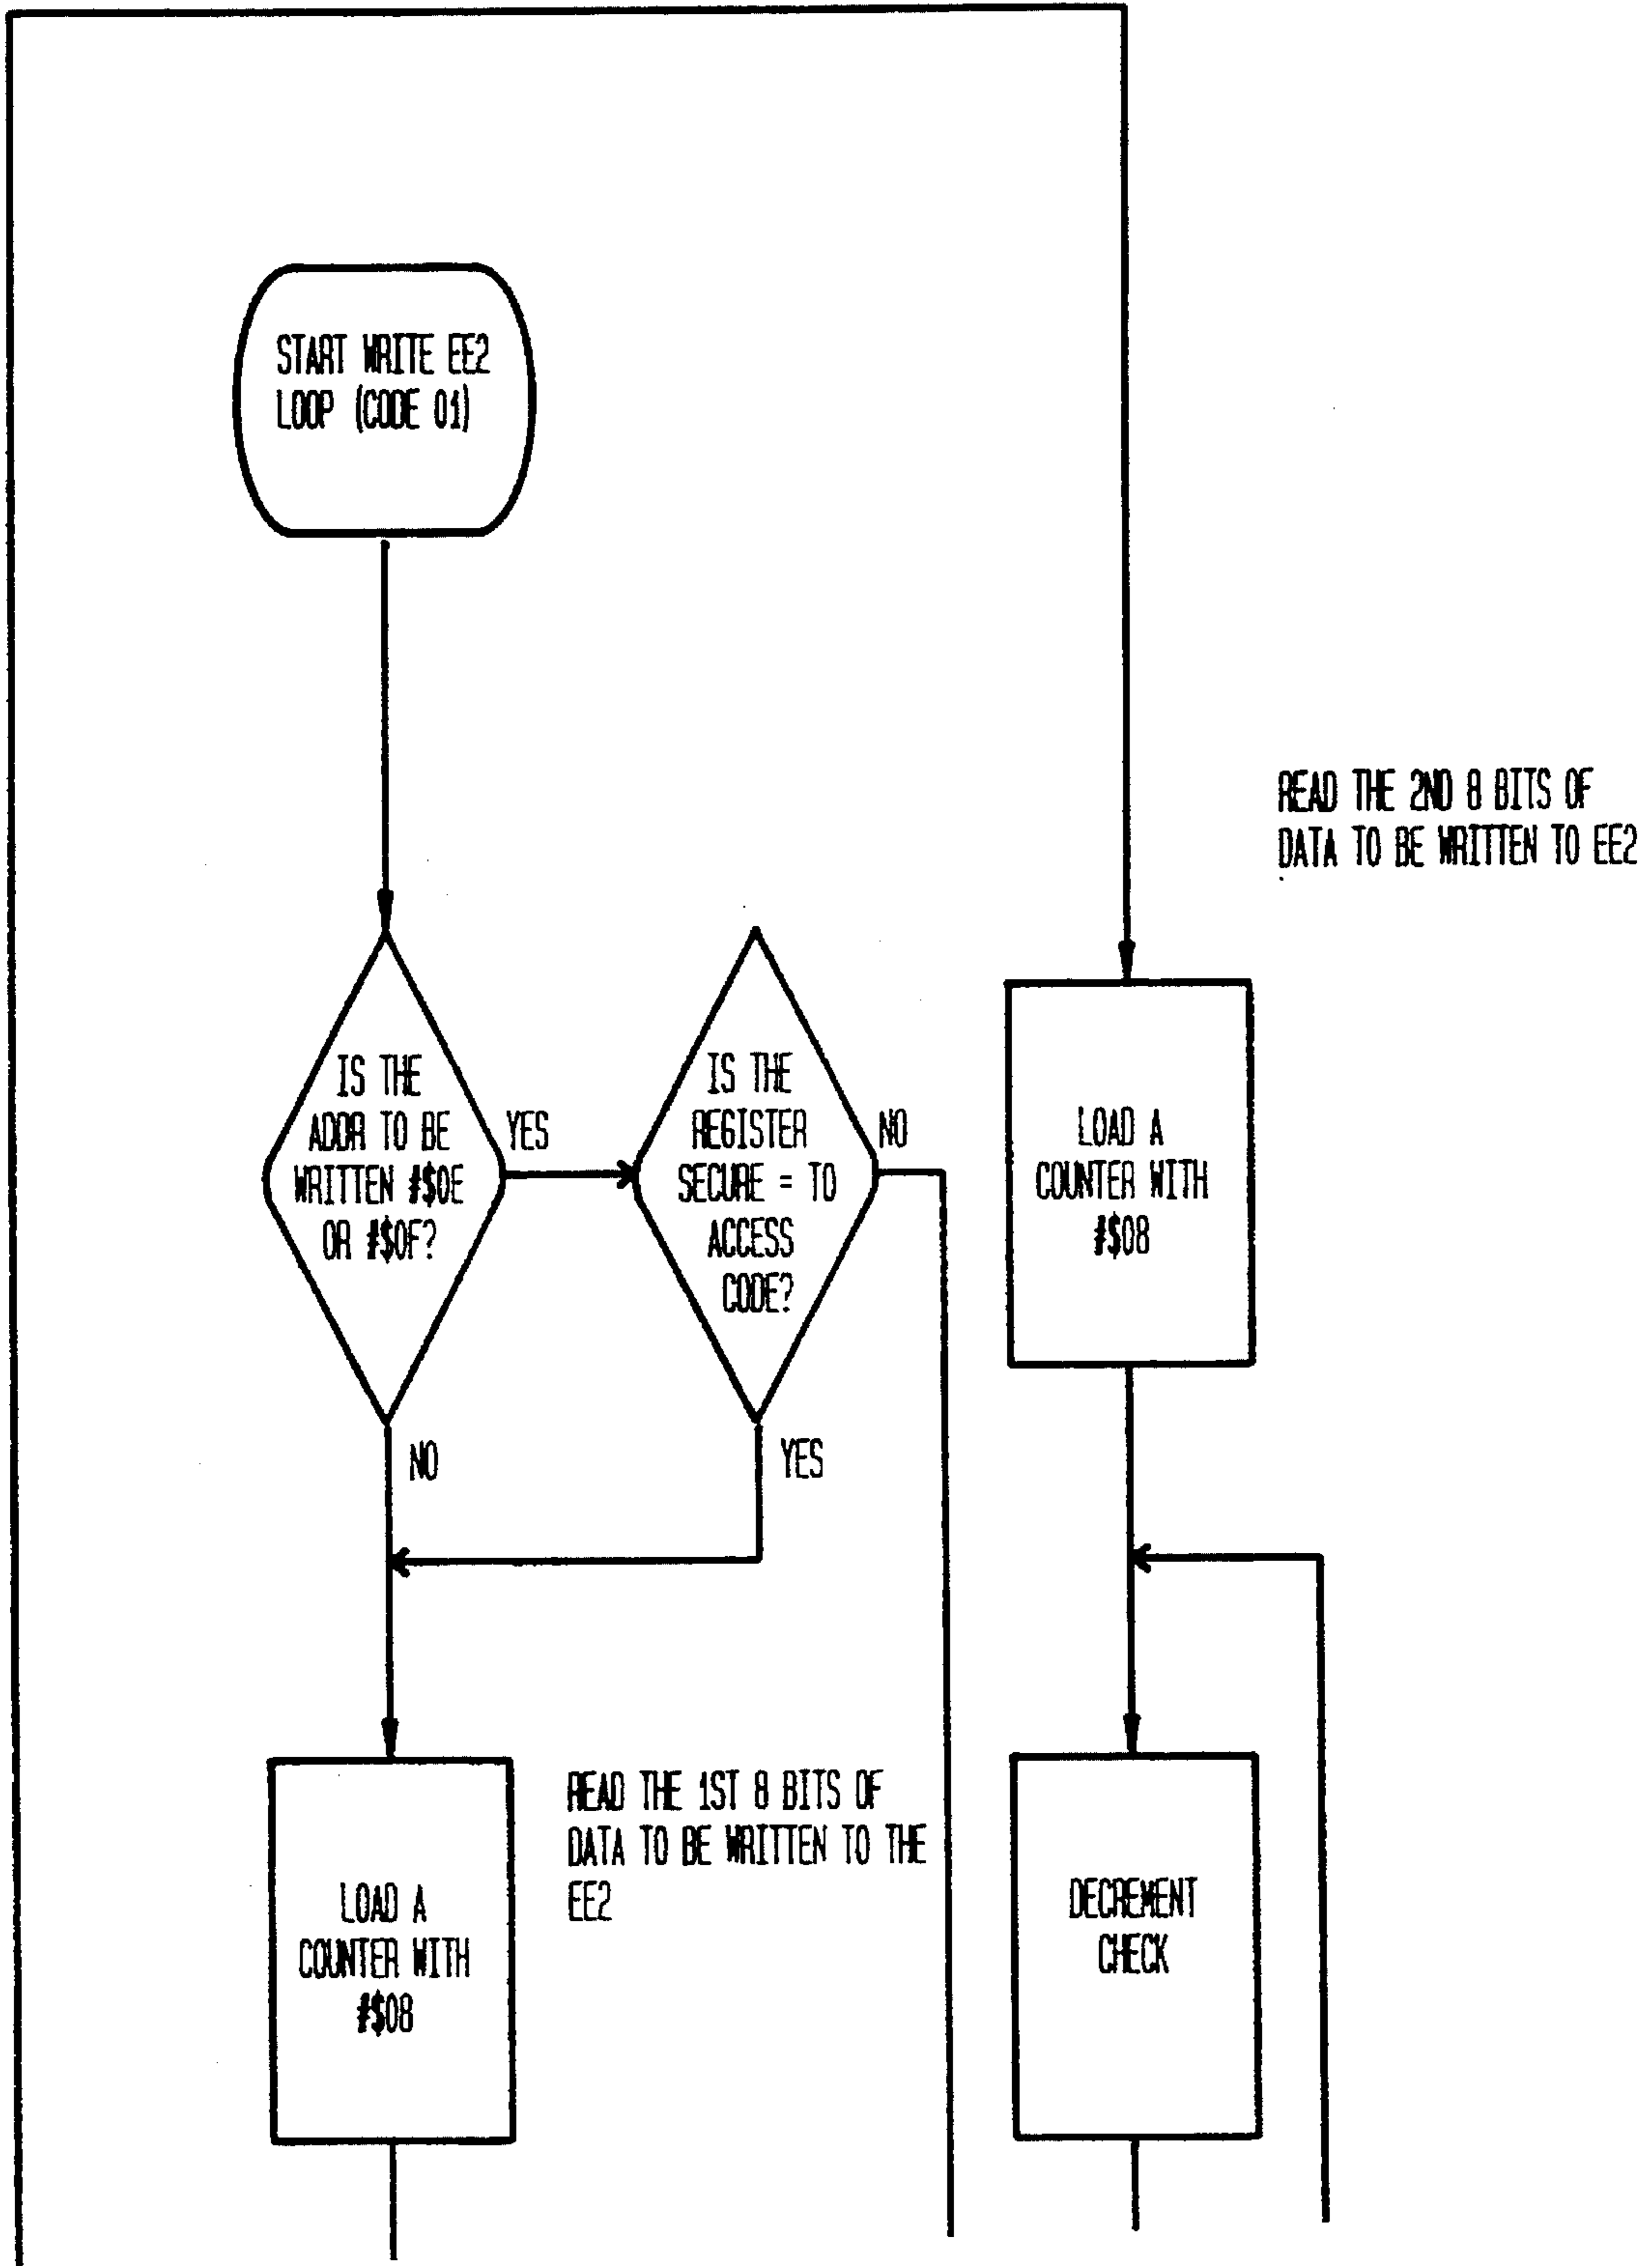 START WRITE EE2
LOOP (CODE 01)
IS THE
ADDR TO BE
WRITTEN #$0E
OR #$0F?
YES
NO
IS THE
REGISTER
SECURE = TO
ACCESS
CODE?
NO
YES
LOAD A
COUNTER WITH
#$08
READ THE 1ST 8 BITS OF
DATA TO BE WRITTEN TO THE
EE2
READ THE 2ND 8 BITS OF
DATA TO BE WRITTEN TO EE2
LOAD A
COUNTER WITH
#$08
DECREMENT
CHECK